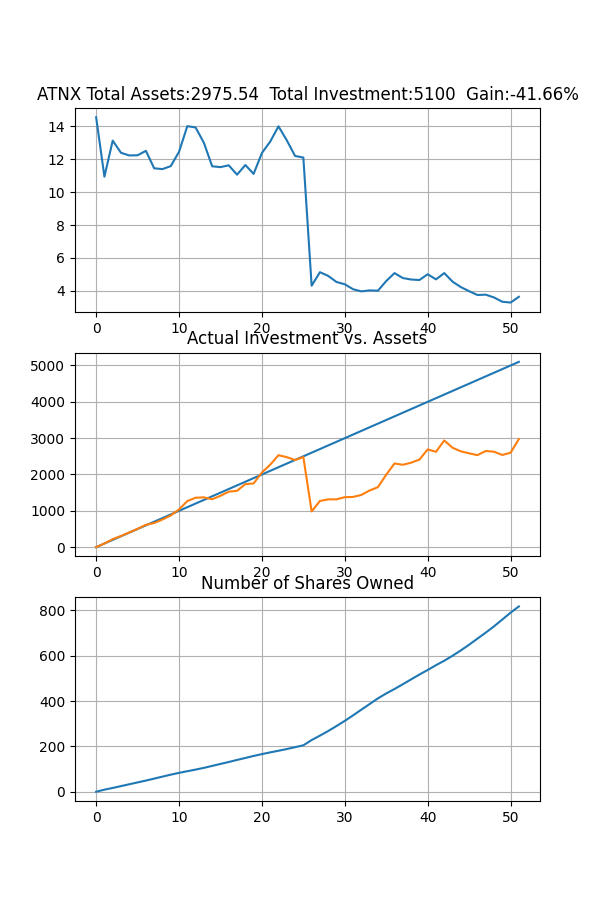 ATNX Total Assets:2975.54  Total Investment:5100  Gain:-41.66%
14
12
10
8
6
4
0 10 20 30 40 50
Actual Investment vs. Assets
5000
4000
3000
2000
1000
0
0 10 20 30 40 50
Number of Shares Owned
800
600
400
200
0
0 10 20 30 40 50